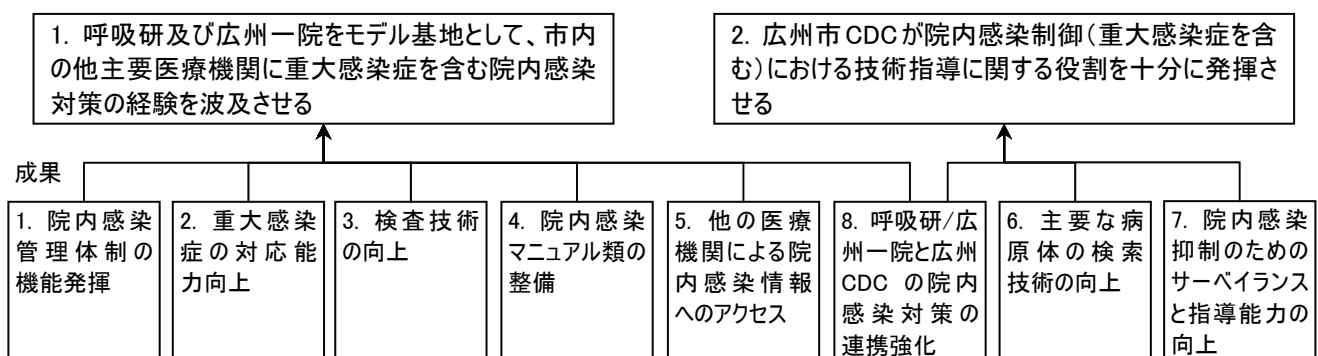 1. 呼吸研及び広州一院をモデル基地として、市内
の他主要医療機関に重大感染症を含む院内感染
対策の経験を波及させる
2. 広州市CDCが院内感染制御(重大感染症を含
む)における技術指導に関する役割を十分に発揮さ
せる
成果
1. 院内感染
管理体制の
機能発揮
2. 重大感染
症の対応能
力向上
3. 検査技術
の向上
4. 院内感染
マニュアル類の
整備
5. 他の医療
機関による院
内感染情報
へのアクセス
8. 呼吸研/広
州一院と広州
CDC の院内
感染対策の
連携強化
6. 主要な病
原体の検索
技術の向上
7. 院内感染
抑制のための
サーベイランス
と指導能力の
向上